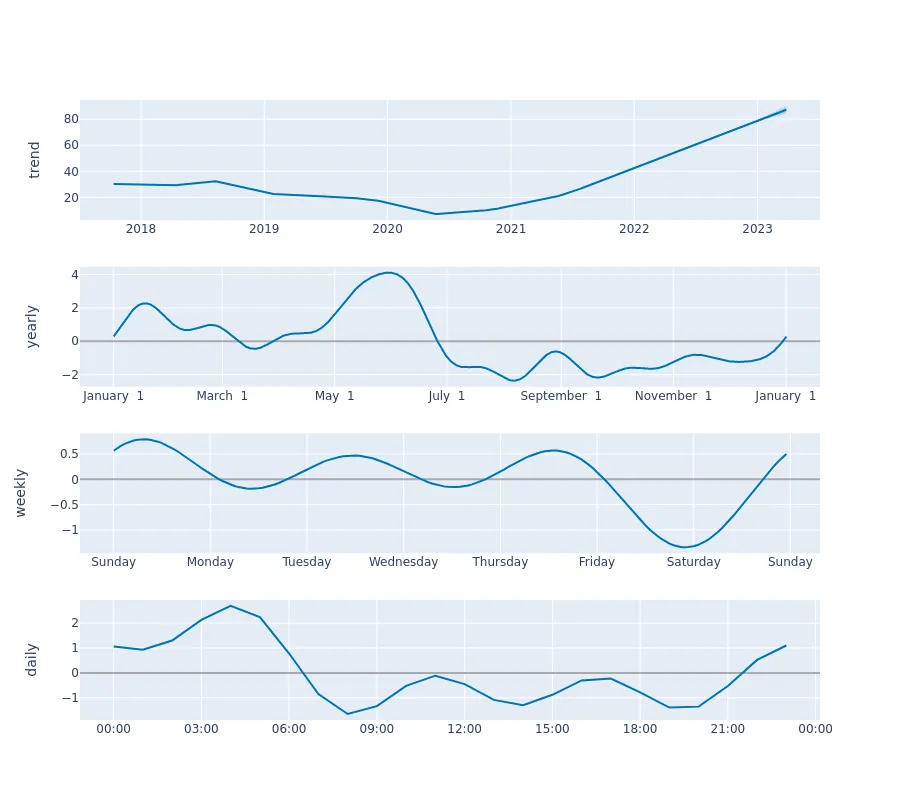 trend
80
60
40
20
2018 2019 2020 2021 2022 2023
yearly
4
2
0
−2
January 1 March 1 May 1 July 1 September 1 November 1 January 1
weekly
0.5
0
−0.5
−1
Sunday Monday Tuesday Wednesday Thursday Friday Saturday Sunday
daily
2
1
0
−1
00:00 03:00 06:00 09:00 12:00 15:00 18:00 21:00 00:00